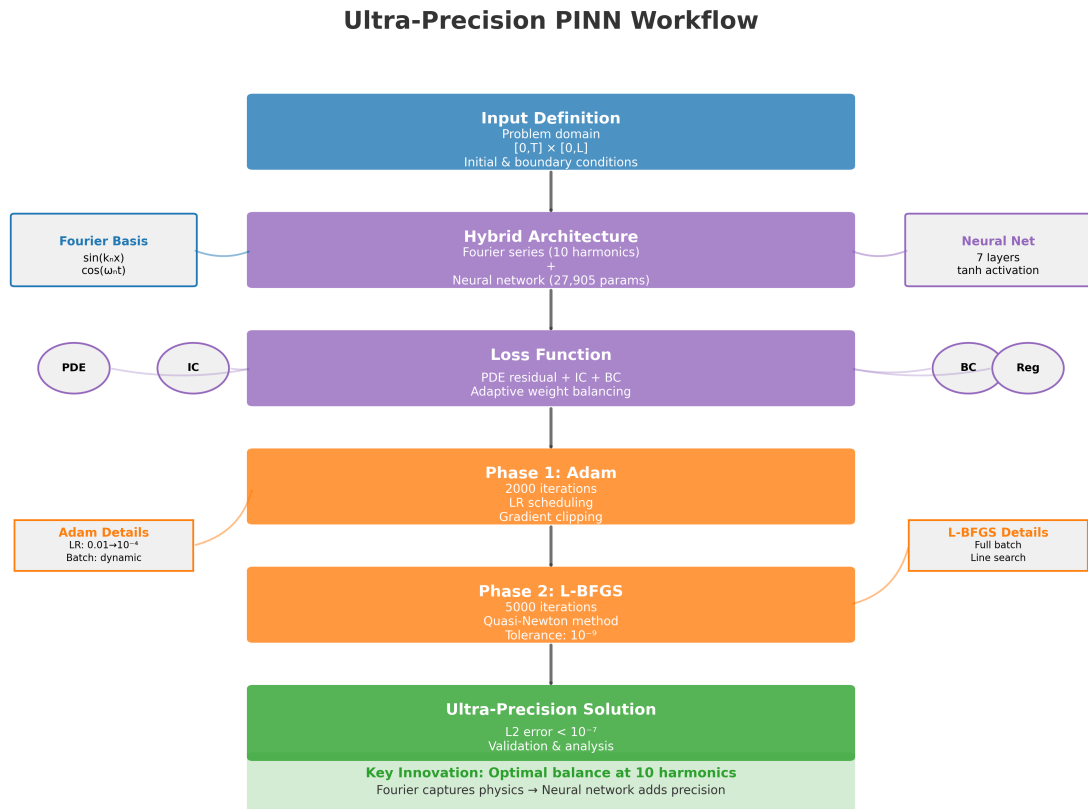 Ultra-Precision PINN Workflow
Input Definition
Problem domain
[0,T] × [0,L]
Initial & boundary conditions
Fourier Basis
sin(kₙx)
cos(ωₙt)
Hybrid Architecture
Fourier series (10 harmonics)
+
Neural network (27,905 params)
Neural Net
7 layers
tanh activation
PDE
IC
Loss Function
PDE residual + IC + BC
Adaptive weight balancing
BC
Reg
Phase 1: Adam
2000 iterations
LR scheduling
Gradient clipping
Adam Details
LR: 0.01→10⁻⁴
Batch: dynamic
L-BFGS Details
Full batch
Line search
Phase 2: L-BFGS
5000 iterations
Quasi-Newton method
Tolerance: 10⁻⁹
Ultra-Precision Solution
L2 error < 10⁻⁷
Validation & analysis
Key Innovation: Optimal balance at 10 harmonics
Fourier captures physics → Neural network adds precision